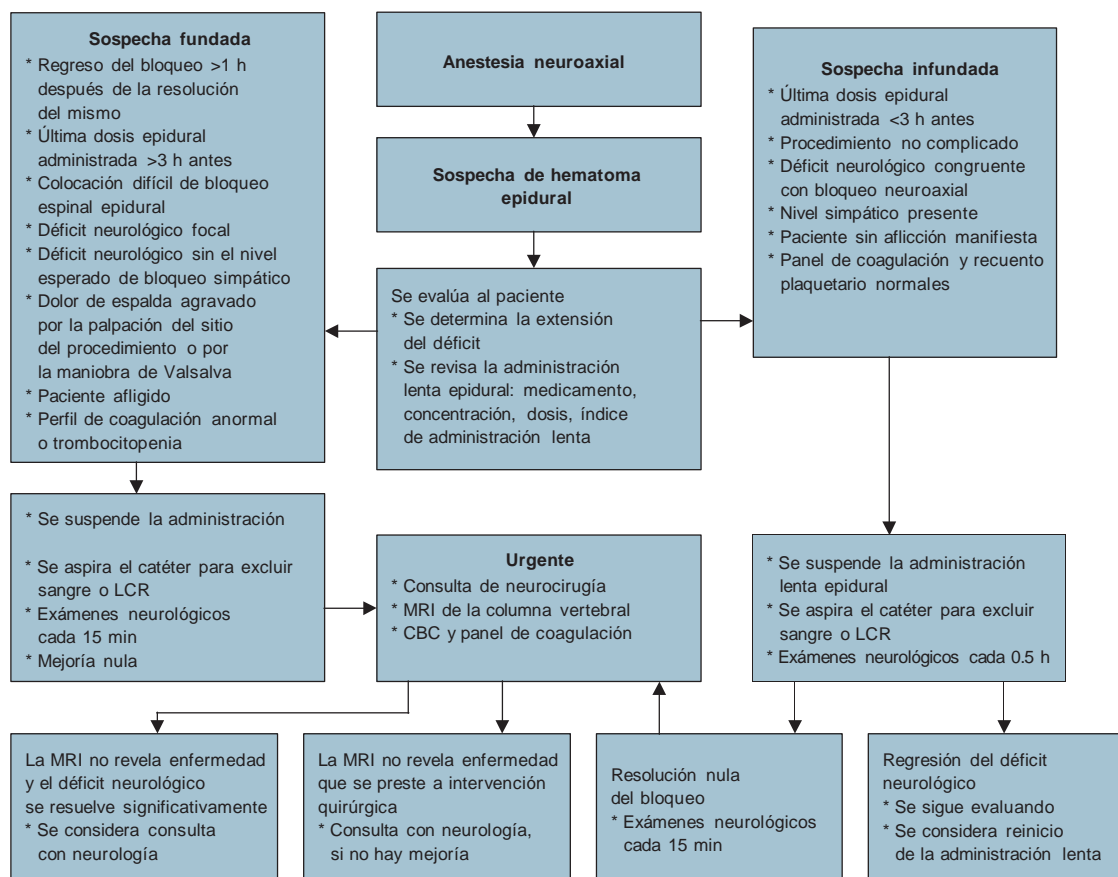 Sospecha fundada
* Regreso del bloqueo >1 h
después de la resolución
del mismo
* Última dosis epidural
administrada >3 h antes
* Colocación difícil de bloqueo
espinal epidural
* Déficit neurológico focal
* Déficit neurológico sin el nivel
esperado de bloqueo simpático
* Dolor de espalda agravado
por la palpación del sitio
del procedimiento o por
la maniobra de Valsalva
* Paciente afligido
* Perfil de coagulación anormal
o trombocitopenia
Anestesia neuroaxial
Sospecha de hematoma
epidural
Se evalúa al paciente
* Se determina la extensión
del déficit
* Se revisa la administración
lenta epidural: medicamento,
concentración, dosis, índice
de administración lenta
Sospecha infundada
* Última dosis epidural
administrada <3 h antes
* Procedimiento no complicado
* Déficit neurológico congruente
con bloqueo neuroaxial
* Nivel simpático presente
* Paciente sin aflicción manifiesta
* Panel de coagulación y recuento
plaquetario normales
* Se suspende la administración
* Se aspira el catéter para excluir
sangre o LCR
* Exámenes neurológicos
cada 15 min
* Mejoría nula
Urgente
* Consulta de neurocirugía
* MRI de la columna vertebral
* CBC y panel de coagulación
* Se suspende la administración
lenta epidural
* Se aspira el catéter para excluir
sangre o LCR
* Exámenes neurológicos cada 0.5 h
La MRI no revela enfermedad
y el déficit neurológico
se resuelve significativamente
* Se considera consulta
con neurología
La MRI no revela enfermedad
que se preste a intervención
quirúrgica
* Consulta con neurología,
si no hay mejoría
Resolución nula
del bloqueo
* Exámenes neurológicos
cada 15 min
Regresión del déficit
neurológico
* Se sigue evaluando
* Se considera reinicio
de la administración lenta